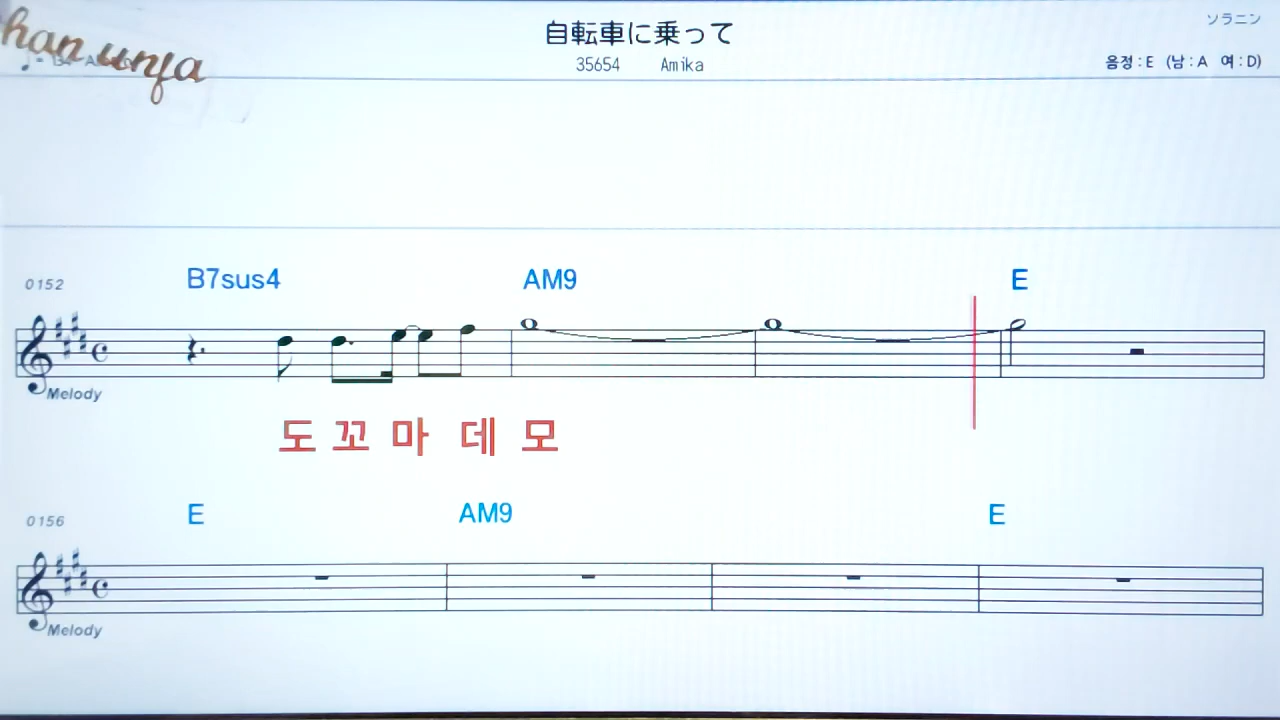 han unfa
自転車に乗って
ソラニン
35654 Amika
음정 : E (남 : A 여 : D)
0152
B7sus4 AM9 E
Melody
도 꼬 마 데 모
0156
E AM9 E
Melody